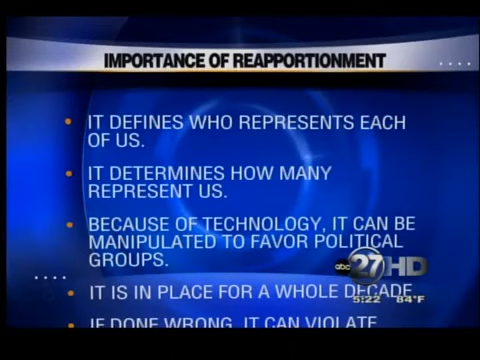 IMPORTANCE OF REAPPORTIONMENT
• IT DEFINES WHO REPRESENTS EACH
OF US.
• IT DETERMINES HOW MANY
REPRESENT US.
• BECAUSE OF TECHNOLOGY, IT CAN BE
MANIPULATED TO FAVOR POLITICAL
GROUPS.
abc 27 HD
• IT IS IN PLACE FOR A WHOLE DECADE
5:22 84°F
• IF DONE WRONG, IT CAN VIOLATE